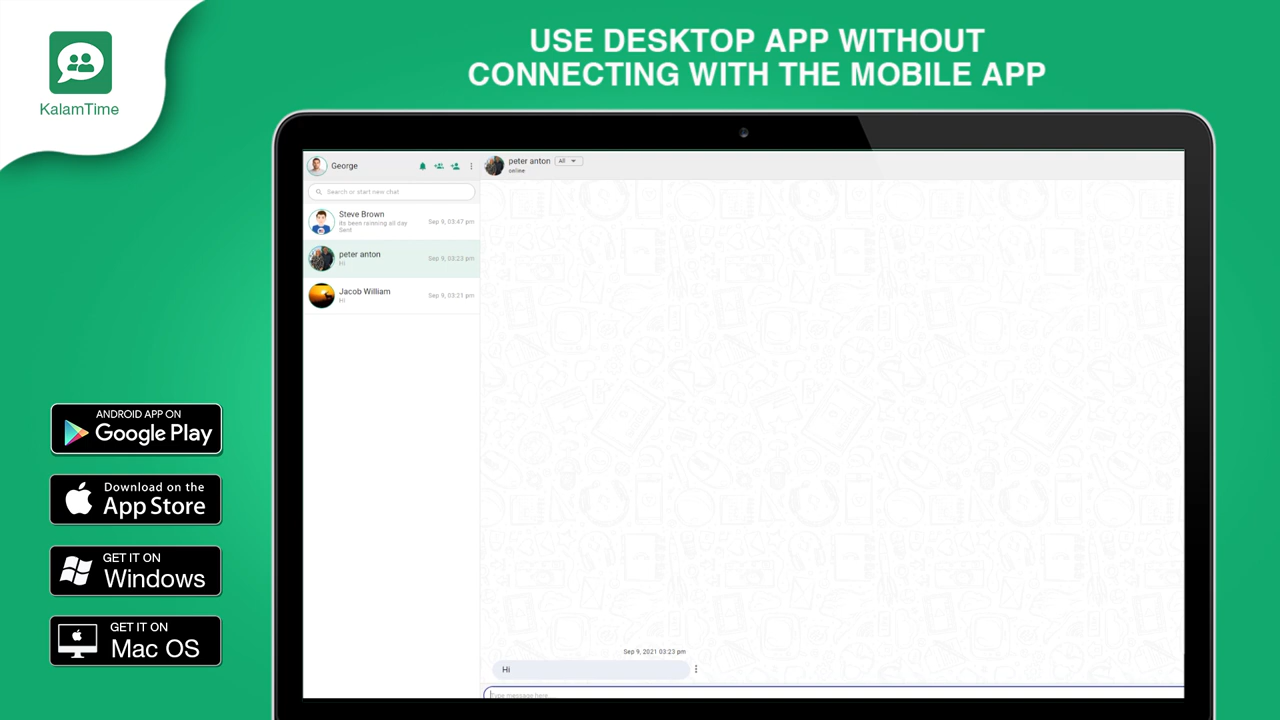 USE DESKTOP APP WITHOUT
CONNECTING WITH THE MOBILE APP
KalamTime
George
Search or start new chat
Steve Brown
Its been rainning all day
Sent
Sep 9, 03:47 pm
peter anton
Hi
Sep 9, 03:23 pm
Jacob William
Hi
Sep 9, 03:21 pm
peter anton
All
online
Sep 9, 2021 03:23 pm
Hi
Type message here...
ANDROID APP ON
Google Play
Download on the
App Store
GET IT ON
Windows
GET IT ON
Mac OS